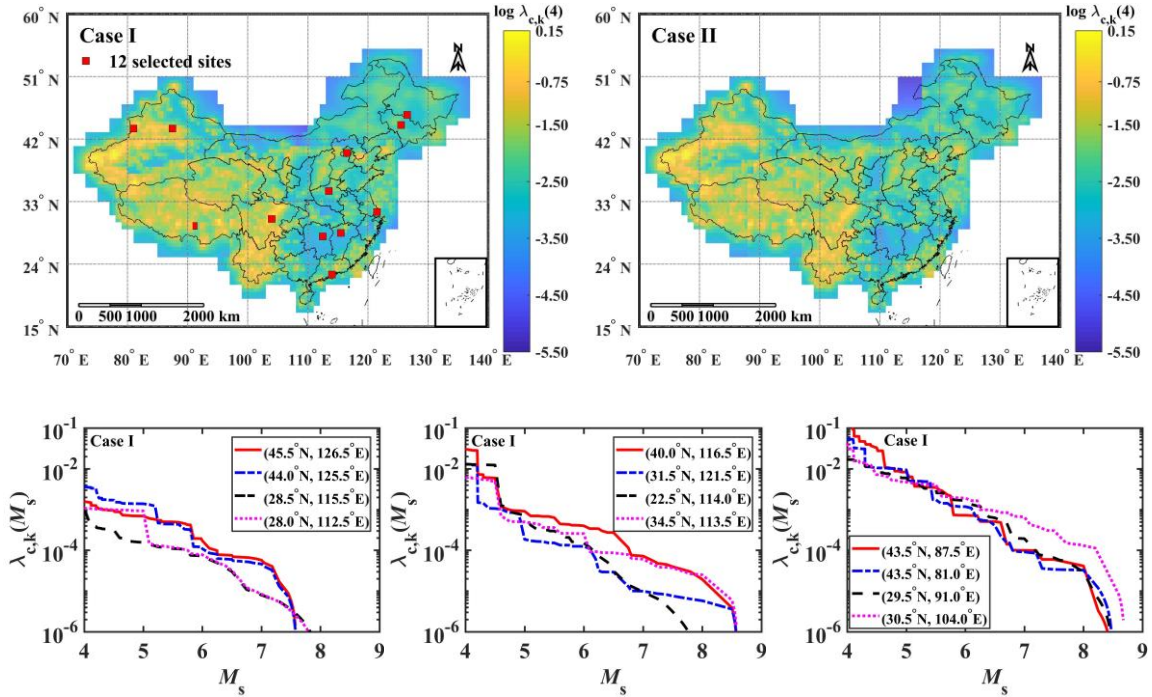 log λc,k(4)
log λc,k(4)
60° N
51° N
42° N
33° N
24° N
15° N
Case I
12 selected sites
N
0 500 1000 2000 km
70° E 80° E 90° E 100° E 110° E 120° E 130° E 140° E
0.15
-0.75
-1.50
-2.50
-3.50
-4.50
-5.50
60° N
51° N
42° N
33° N
24° N
15° N
Case II
N
0 500 1000 2000 km
70° E 80° E 90° E 100° E 110° E 120° E 130° E 140° E
0.15
-0.75
-1.50
-2.50
-3.50
-4.50
-5.50
10-1
10-2
10-4
10-6
λc,k(Ms)
Case I
(45.5°N, 126.5°E)
(44.0°N, 125.5°E)
(28.5°N, 115.5°E)
(28.0°N, 112.5°E)
4 5 6 7 8 9
Ms
10-1
10-2
10-4
10-6
λc,k(Ms)
Case I
(40.0°N, 116.5°E)
(31.5°N, 121.5°E)
(22.5°N, 114.0°E)
(34.5°N, 113.5°E)
4 5 6 7 8 9
Ms
10-1
10-2
10-4
10-6
λc,k(Ms)
Case I
(43.5°N, 87.5°E)
(43.5°N, 81.0°E)
(29.5°N, 91.0°E)
(30.5°N, 104.0°E)
4 5 6 7 8 9
Ms